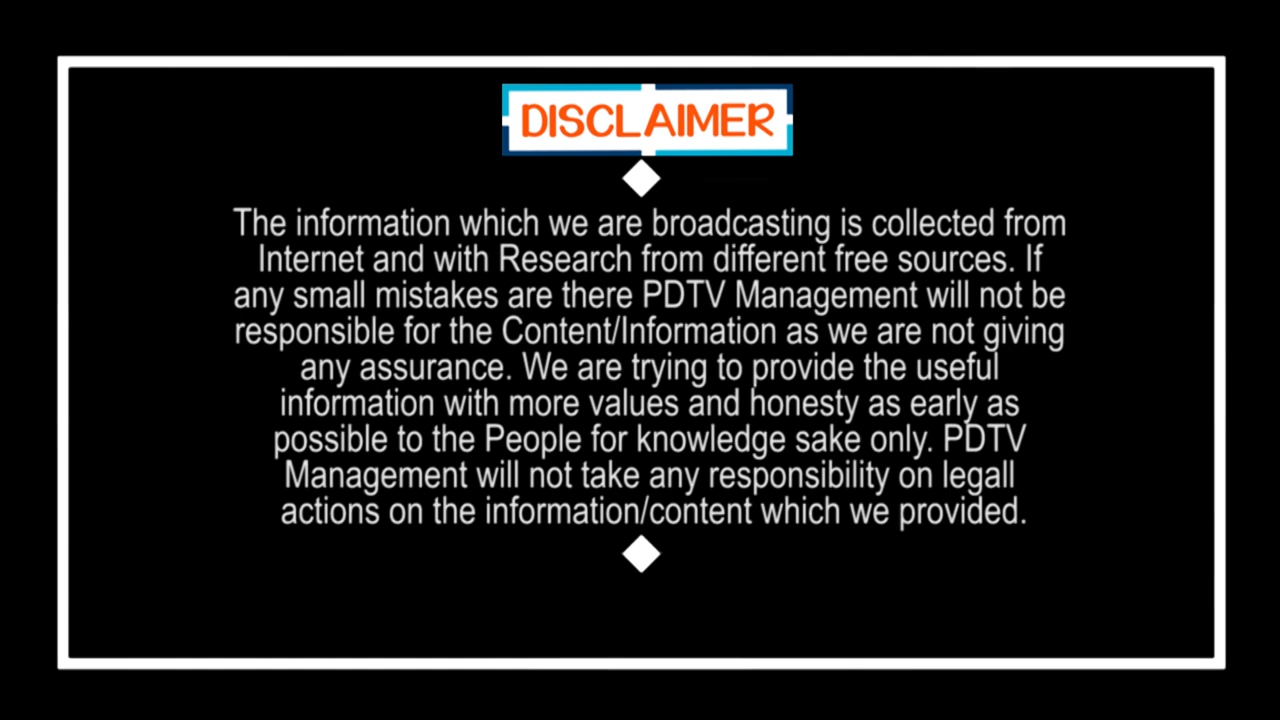 DISCLAIMER
The information which we are broadcasting is collected from
Internet and with Research from different free sources. If
any small mistakes are there PDTV Management will not be
responsible for the Content/Information as we are not giving
any assurance. We are trying to provide the useful
information with more values and honesty as early as
possible to the People for knowledge sake only. PDTV
Management will not take any responsibility on legall
actions on the information/content which we provided.